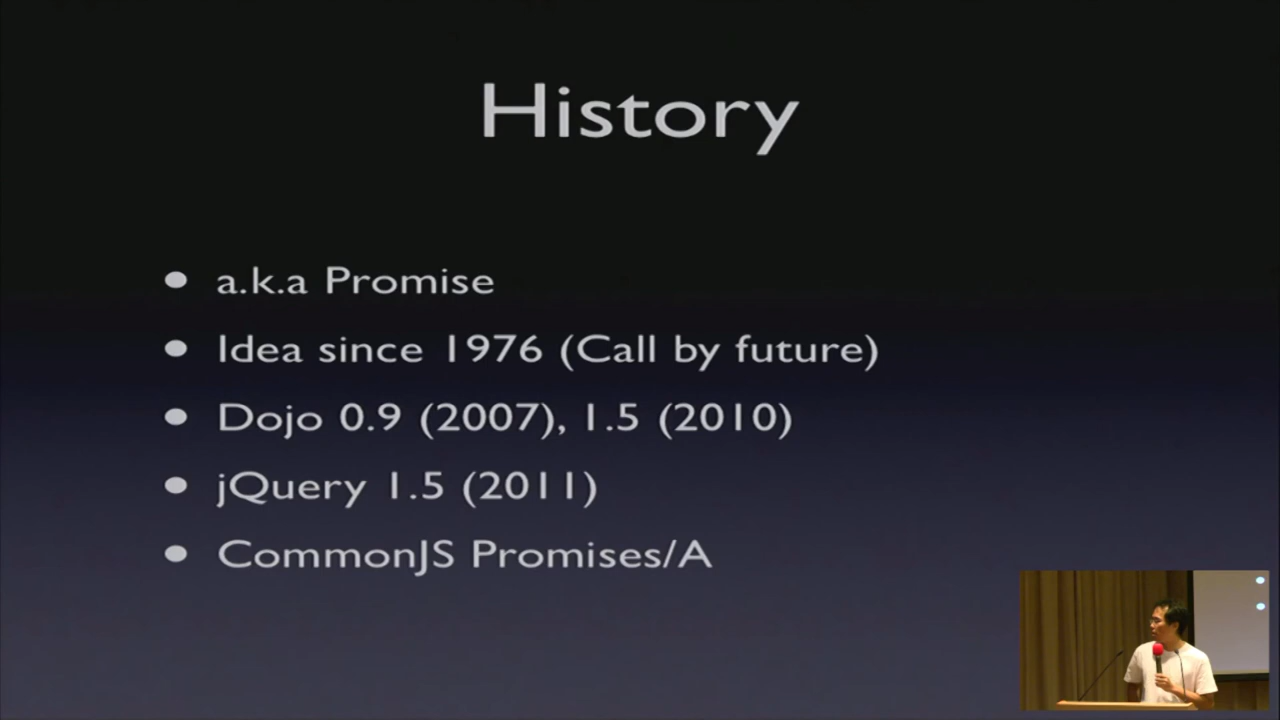 History
a.k.a Promise
Idea since 1976 (Call by future)
Dojo 0.9 (2007), 1.5 (2010)
jQuery 1.5 (2011)
CommonJS Promises/A